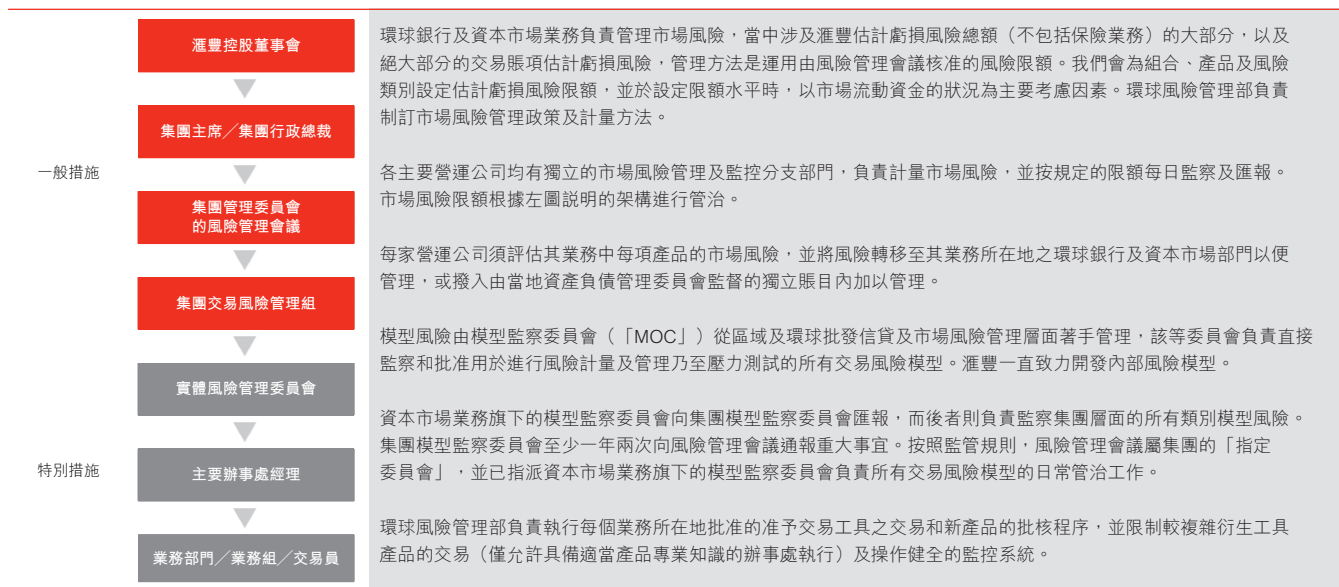 一般措施
特別措施
滙豐控股董事會
集團主席╱集團行政總裁
集團管理委員會
的風險管理會議
集團交易風險管理組
實體風險管理委員會
主要辦事處經理
業務部門╱業務組╱交易員
環球銀行及資本市場業務負責管理市場風險，當中涉及滙豐估計虧損風險總額（不包括保險業務）的大部分，以及
絕大部分的交易賬項估計虧損風險，管理方法是運用由風險管理會議核准的風險限額。我們會為組合、產品及風險
類別設定估計虧損風險限額，並於設定限額水平時，以市場流動資金的狀況為主要考慮因素。環球風險管理部負責
制訂市場風險管理政策及計量方法。
各主要營運公司均有獨立的市場風險管理及監控分支部門，負責計量市場風險，並按規定的限額每日監察及匯報。
市場風險限額根據左圖說明的架構進行管治。
每家營運公司須評估其業務中每項產品的市場風險，並將風險轉移至其業務所在地之環球銀行及資本市場部門以便
管理，或撥入由當地資產負債管理委員會監督的獨立賬目內加以管理。
模型風險由模型監察委員會（「MOC」）從區域及環球批發信貸及市場風險管理層面著手管理，該等委員會負責直接
監察和批准用於進行風險計量及管理乃至壓力測試的所有交易風險模型。滙豐一直致力開發內部風險模型。
資本市場業務旗下的模型監察委員會向集團模型監察委員會匯報，而後者則負責監察集團層面的所有類別模型風險。
集團模型監察委員會至少一年兩次向風險管理會議通報重大事宜。按照監管規則，風險管理會議屬集團的「指定
委員會」，並已指派資本市場業務旗下的模型監察委員會負責所有交易風險模型的日常管治工作。
環球風險管理部負責執行每個業務所在地批准的准予交易工具之交易和新產品的批核程序，並限制較複雜衍生工具
產品的交易（僅允許具備適當產品專業知識的辦事處執行）及操作健全的監控系統。